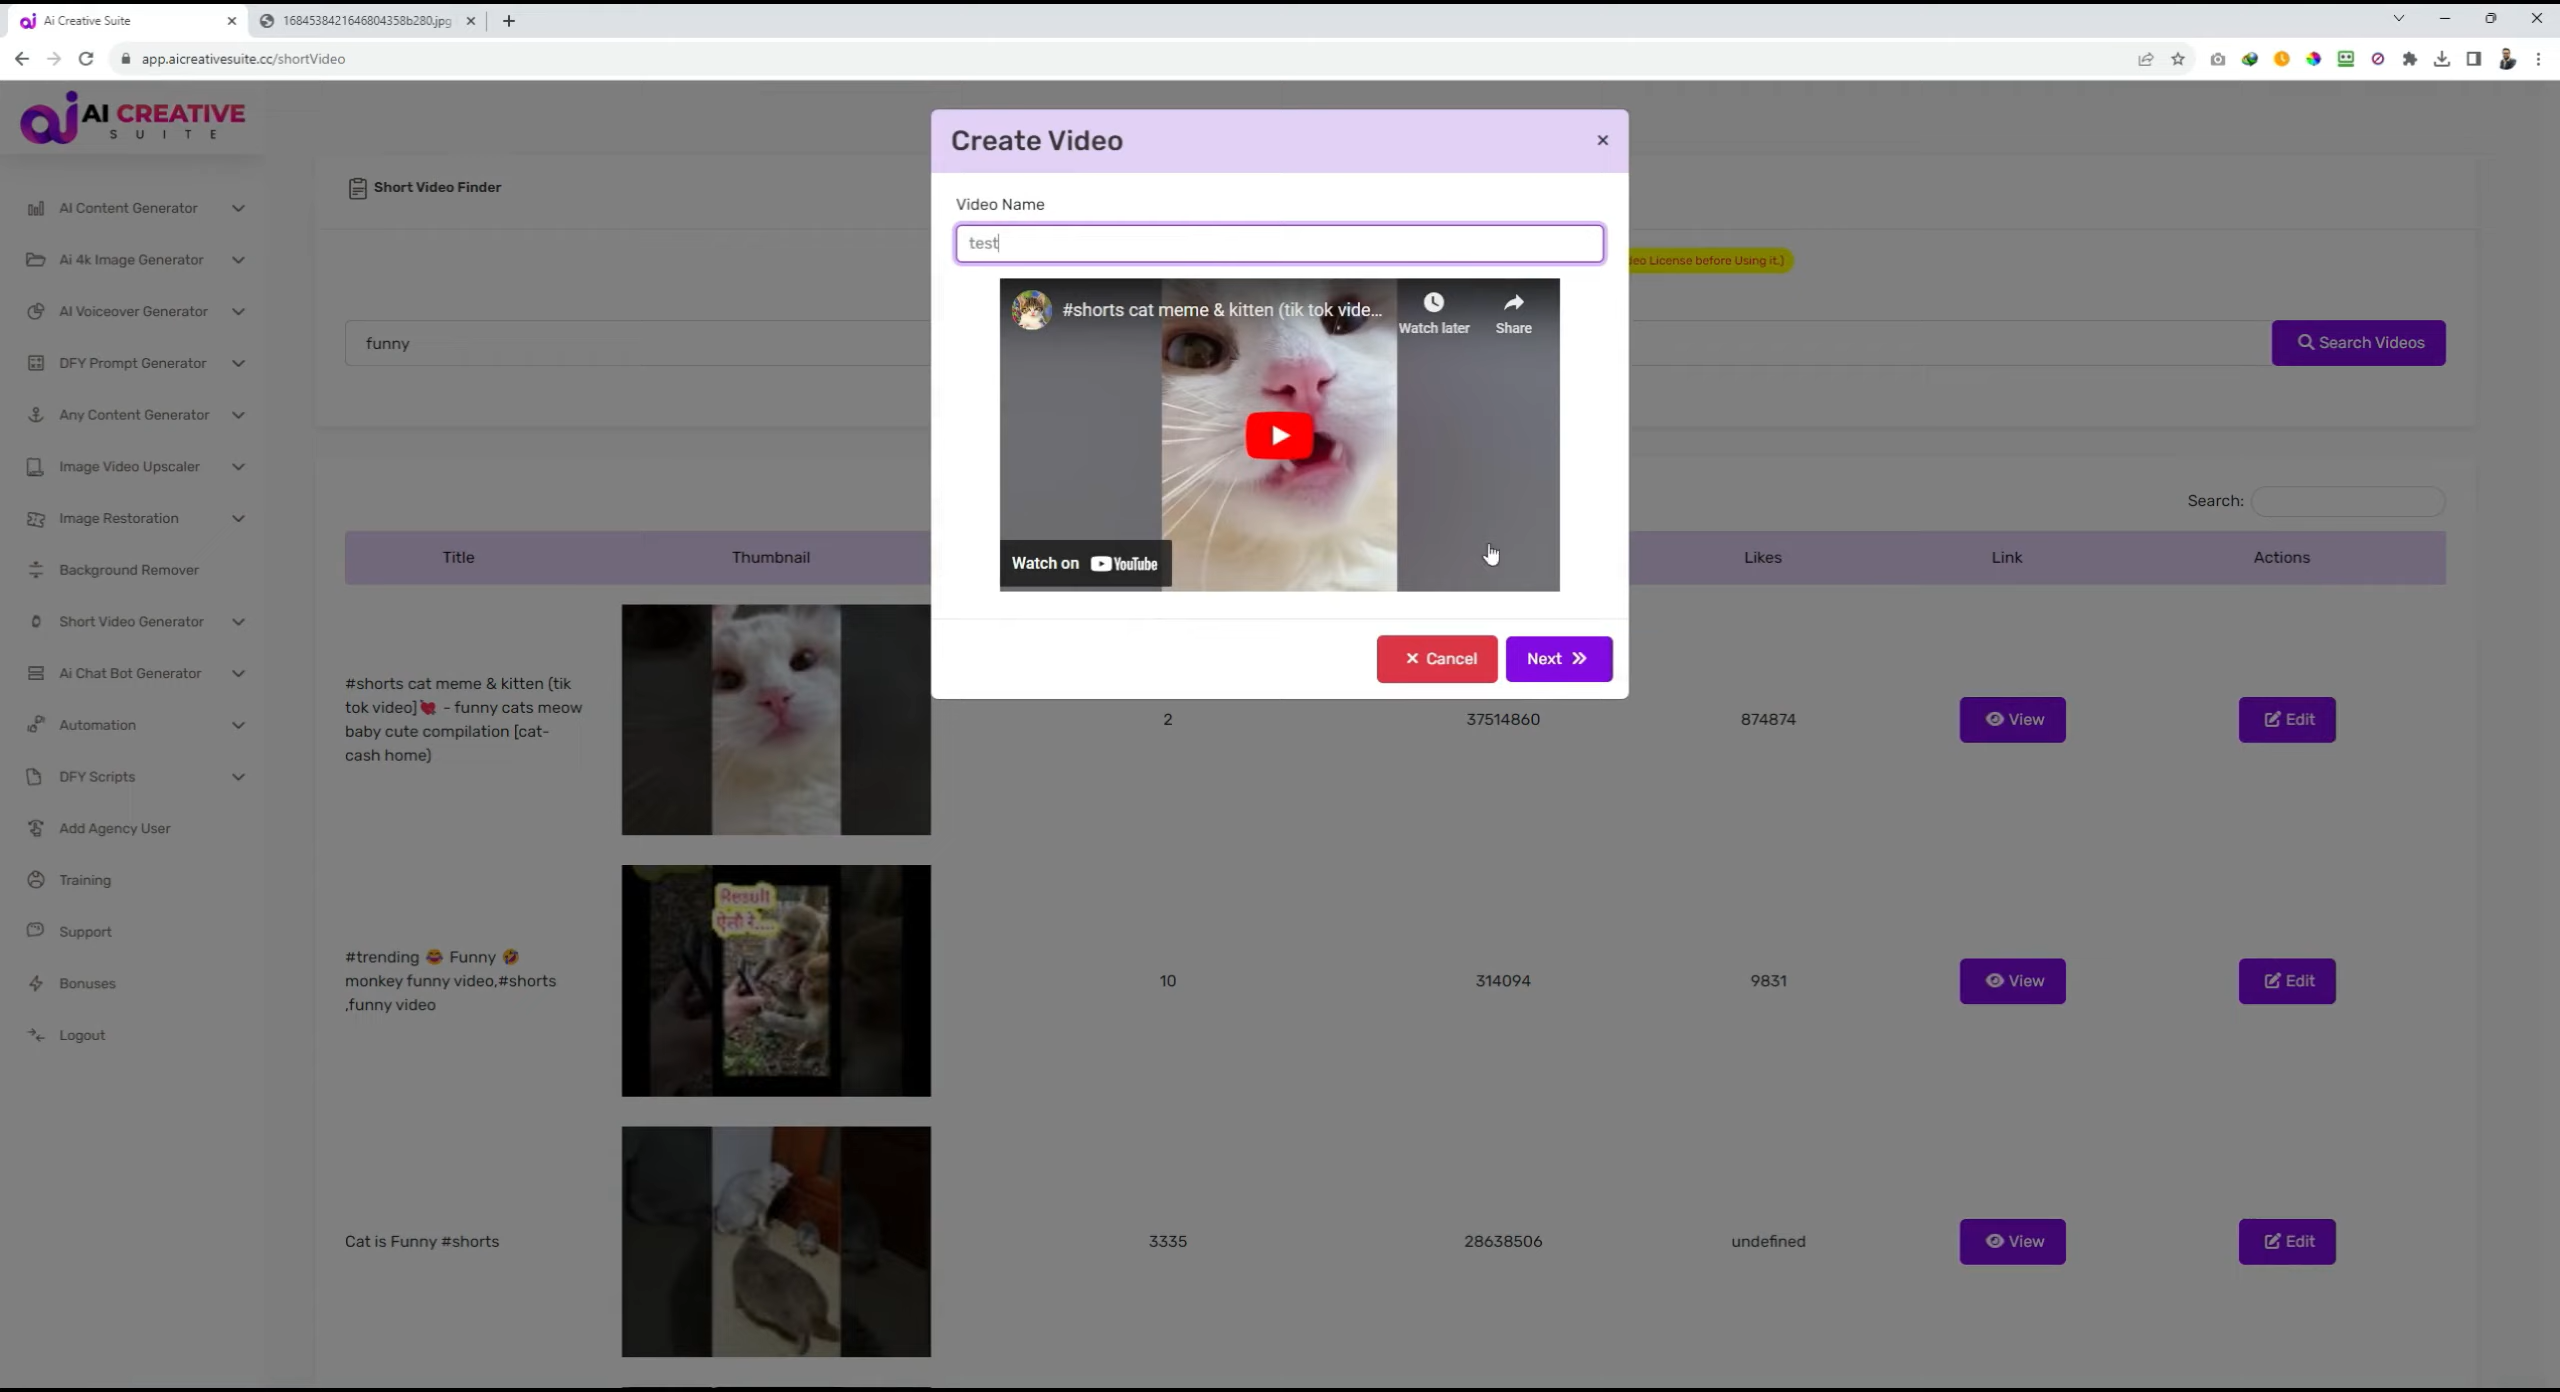 Ai Creative Suite
1684538421646804358b280.jpg
app.aicreativesuite.cc/shortVideo
AI CREATIVE
SUITE
AI Content Generator
Ai 4k Image Generator
AI Voiceover Generator
DFY Prompt Generator
Any Content Generator
Image Video Upscaler
Image Restoration
Background Remover
Short Video Generator
Ai Chat Bot Generator
Automation
DFY Scripts
Add Agency User
Training
Support
Bonuses
Logout
Short Video Finder
deo License before Using it.)
funny
Search Videos
Search:
Create Video
Video Name
test
#shorts cat meme & kitten (tik tok vide...
Watch later
Share
Watch on YouTube
Cancel
Next
Title Thumbnail Likes Link Actions
#shorts cat meme & kitten (tik
tok video]💘 - funny cats meow
baby cute compilation [cat-
cash home)
2 37514860 874874 View Edit
#trending 😂 Funny 🤣
monkey funny video,#shorts
,funny video
Result
10 314094 9831 View Edit
Cat is Funny #shorts
3335 28638506 undefined View Edit